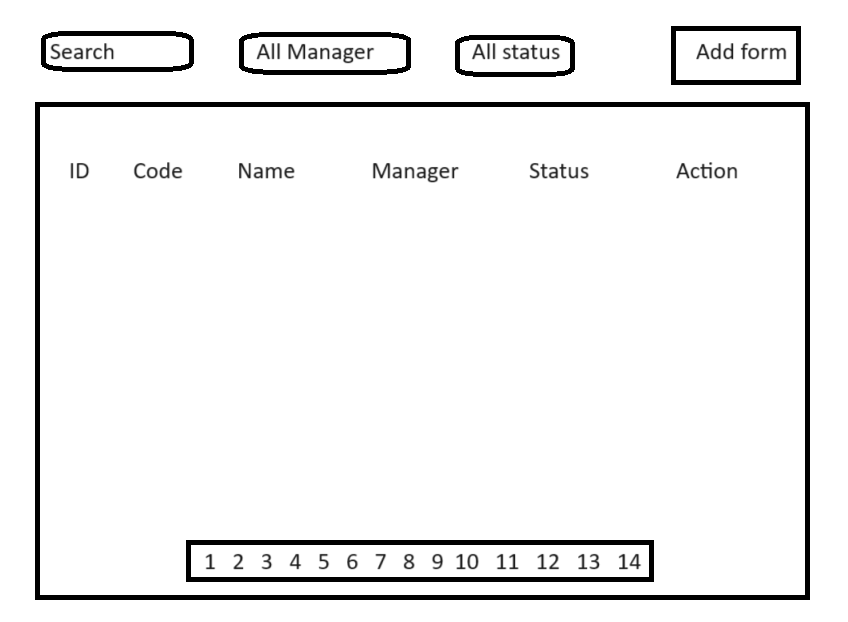 Search All Manager All status Add form
ID Code Name Manager Status Action
1 2 3 4 5 6 7 8 9 10 11 12 13 14